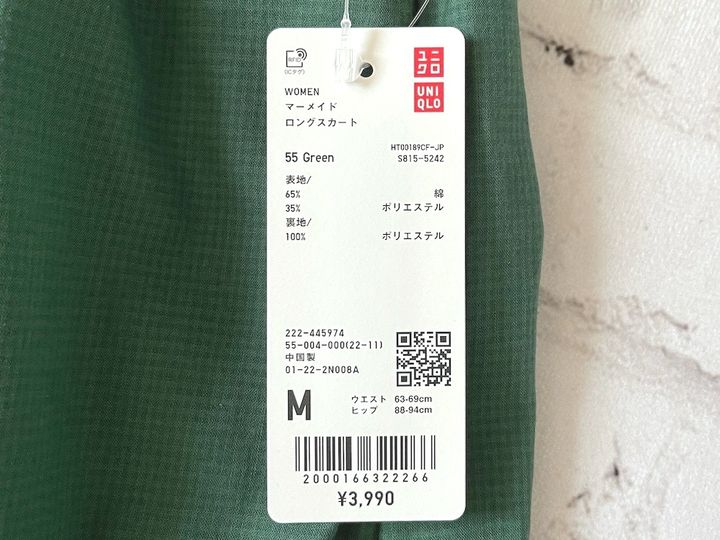 RFID
(ICタグ)
ユニ
クロ
UNI
QLO
WOMEN
マーメイド
ロングスカート
55 Green
HT00189CF-JP
S815-5242
表地/
65% 綿
35% ポリエステル
裏地/
100% ポリエステル
222-445974
55-004-000(22-11)
中国製
01-22-2N008A
M
ウエスト 63-69cm
ヒップ 88-94cm
2000166322266
¥3,990